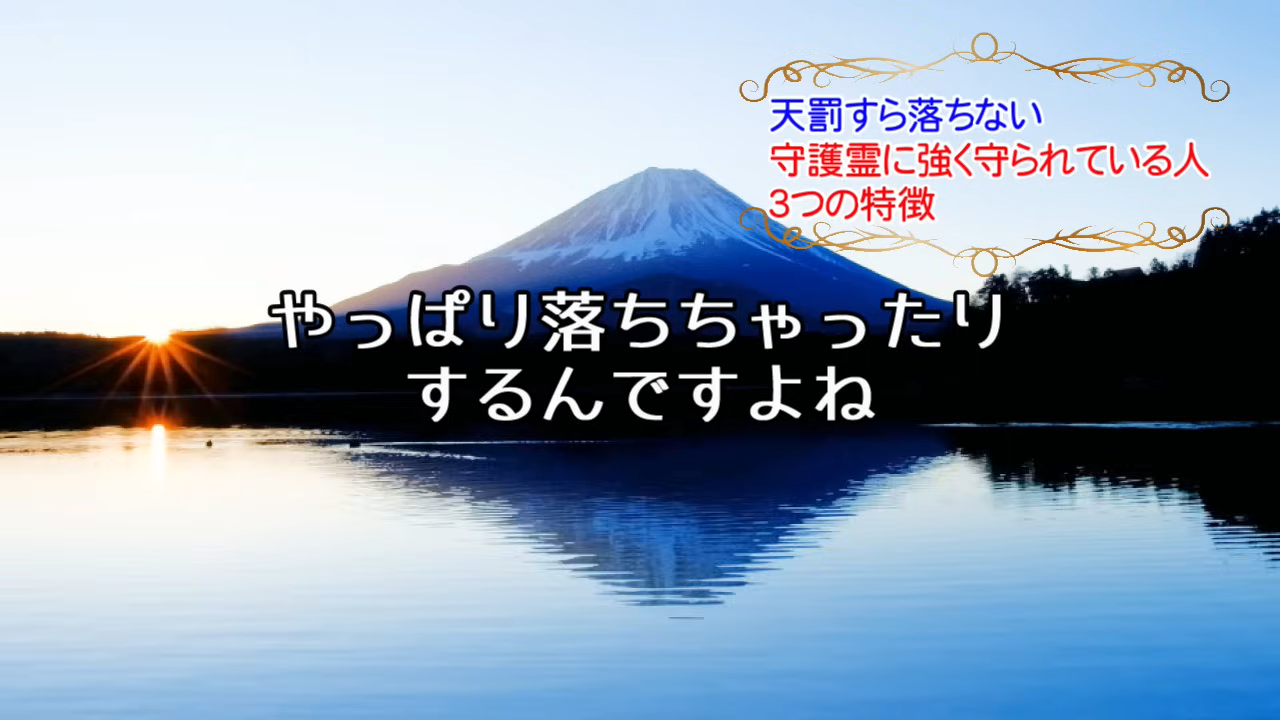 天罰すら落ちない
守護霊に強く守られている人
3つの特徴
やっぱり落ちちゃったり
するんですよね